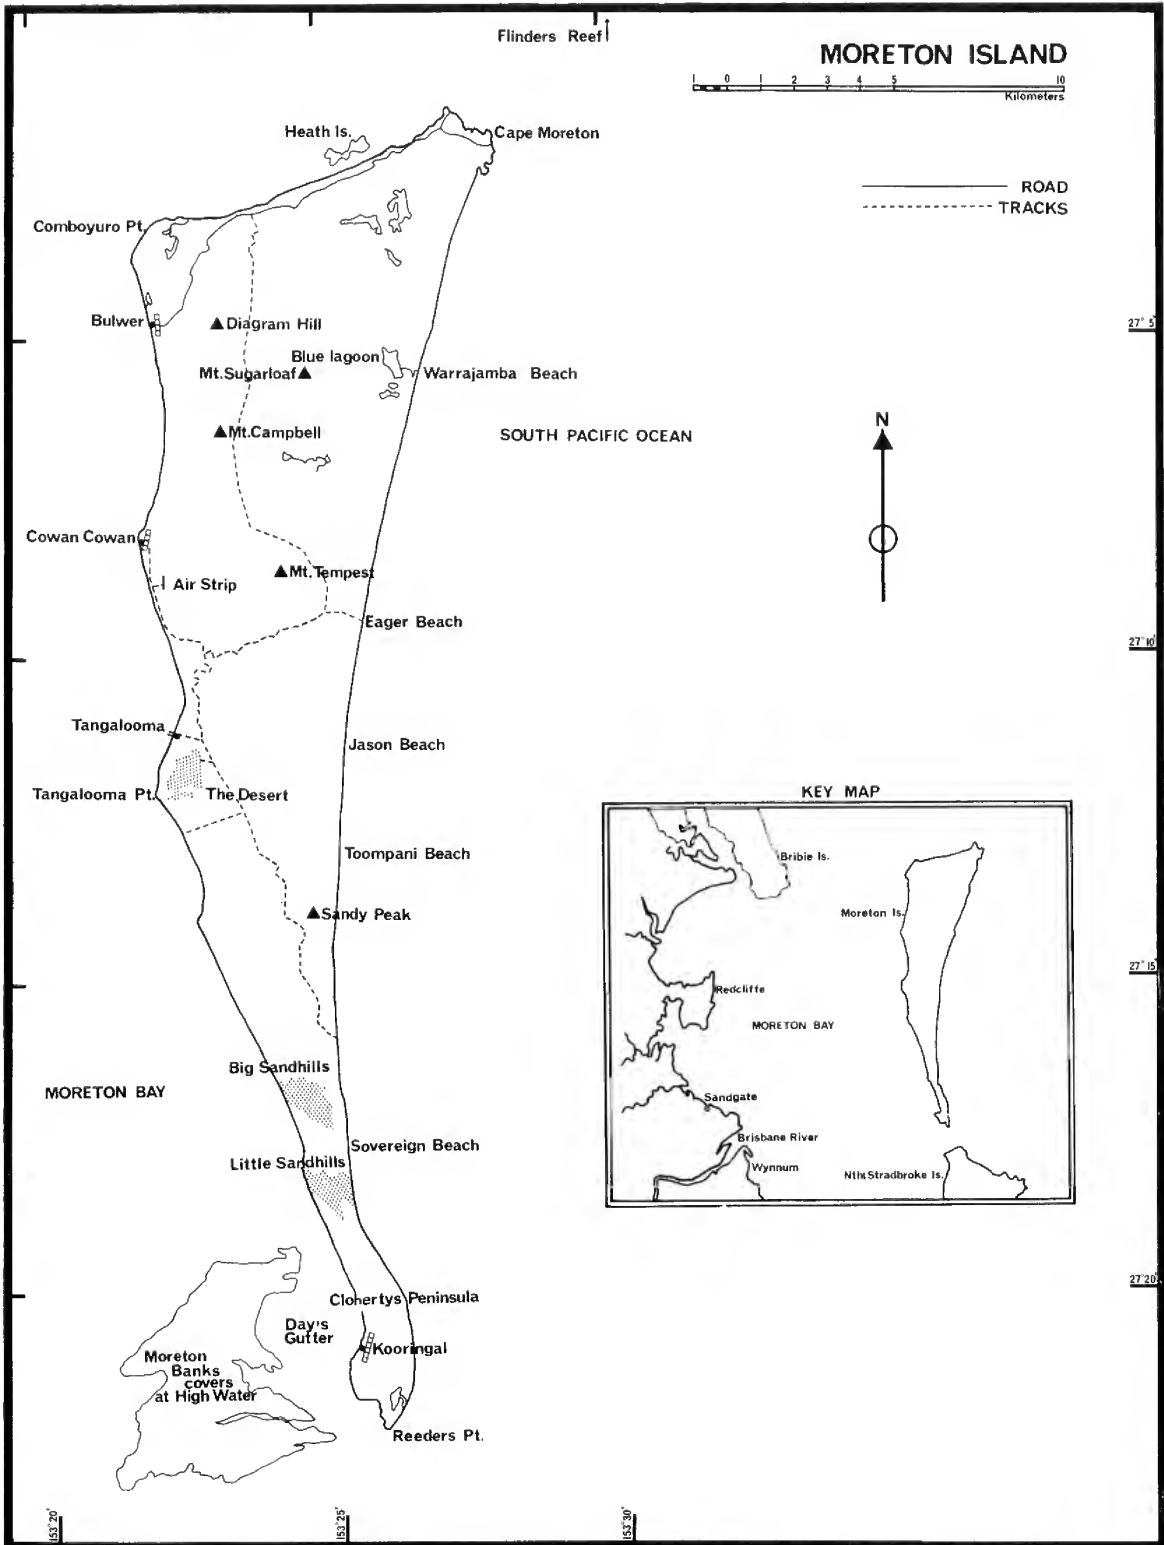 Flinders Reef
MORETON ISLAND
1 0 1 2 3 4 5 10
Kilometers
Heath Is.
Cape Moreton
ROAD
TRACKS
Comboyuro Pt.
Bulwer
Diagram Hill
27° 5'
Blue lagoon
Mt.Sugarloaf
Warrajamba Beach
Mt.Campbell
SOUTH PACIFIC OCEAN
N
Cowan Cowan
Mt.Tempest
Air Strip
Eager Beach
27° 10'
Tangalooma
Jason Beach
Tangalooma Pt.
The Desert
KEY MAP
Toompani Beach
Bribie Is.
Sandy Peak
Moreton Is.
27° 15'
Redcliffe
MORETON BAY
Big Sandhills
MORETON BAY
Sandgate
Sovereign Beach
Brisbane River
Little Sandhills
Wynnum
Nth.Stradbroke Is.
27° 20'
Clohertys Peninsula
Day's
Gutter
Kooringal
Moreton
Banks
covers
at High Water
Reeders Pt.
153° 20'
153° 25'
153° 30'